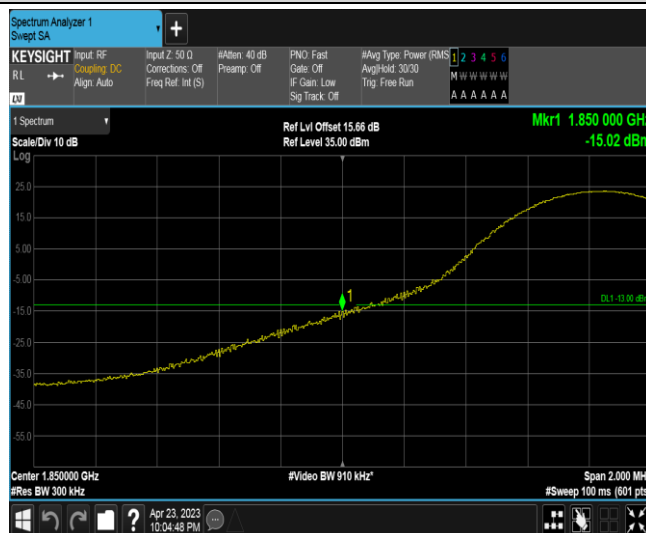 Spectrum Analyzer 1
Swept SA
KEYSIGHT
RL
LXI
Input: RF
Coupling: DC
Align: Auto
Input Z: 50 Ω
Corrections: Off
Freq Ref: Int (S)
#Atten: 40 dB
Preamp: Off
PNO: Fast
Gate: Off
IF Gain: Low
Sig Track: Off
#Avg Type: Power (RMS
Avg|Hold: 30/30
Trig: Free Run
1 2 3 4 5 6
M W W W W W
A A A A A A
1 Spectrum
Scale/Div 10 dB
Log
Ref Lvl Offset 15.66 dB
Ref Level 35.00 dBm
Mkr1 1.850 000 GHz
-15.02 dBm
25.0
15.0
5.00
-5.00
-15.0
-25.0
-35.0
-45.0
-55.0
1
DL1 -13.00 dBm
Center 1.850000 GHz
#Res BW 300 kHz
#Video BW 910 kHz*
Span 2.000 MH
#Sweep 100 ms (601 pts
?
Apr 23, 2023
10:04:48 PM